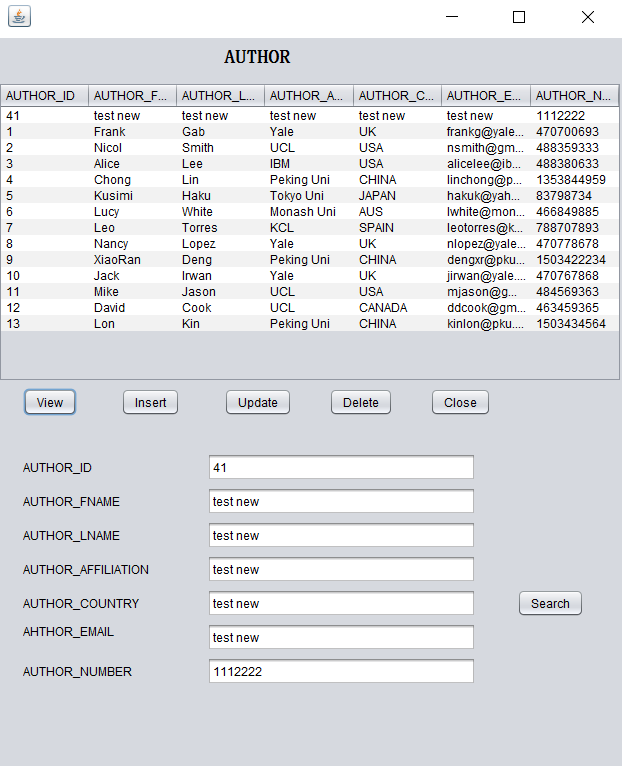 AUTHOR
AUTHOR_ID AUTHOR_F... AUTHOR_L... AUTHOR_A... AUTHOR_C... AUTHOR_E... AUTHOR_N...
41 test new test new test new test new test new 1112222
1 Frank Gab Yale UK frankg@yale... 470700693
2 Nicol Smith UCL USA nsmith@gm... 488359333
3 Alice Lee IBM USA alicelee@ib... 488380633
4 Chong Lin Peking Uni CHINA linchong@p... 1353844959
5 Kusimi Haku Tokyo Uni JAPAN hakuk@yah... 83798734
6 Lucy White Monash Uni AUS lwhite@mon... 466849885
7 Leo Torres KCL SPAIN leotorres@k... 788707893
8 Nancy Lopez Yale UK nlopez@yale... 470778678
9 XiaoRan Deng Peking Uni CHINA dengxr@pku... 1503422234
10 Jack Irwan Yale UK jirwan@yale.... 470767868
11 Mike Jason UCL USA mjason@g... 484569363
12 David Cook UCL CANADA ddcook@gm... 463459365
13 Lon Kin Peking Uni CHINA kinlon@pku.... 1503434564
View Insert Update Delete Close
AUTHOR_ID 41
AUTHOR_FNAME test new
AUTHOR_LNAME test new
AUTHOR_AFFILIATION test new
AUTHOR_COUNTRY test new Search
AHTHOR_EMAIL test new
AUTHOR_NUMBER 1112222